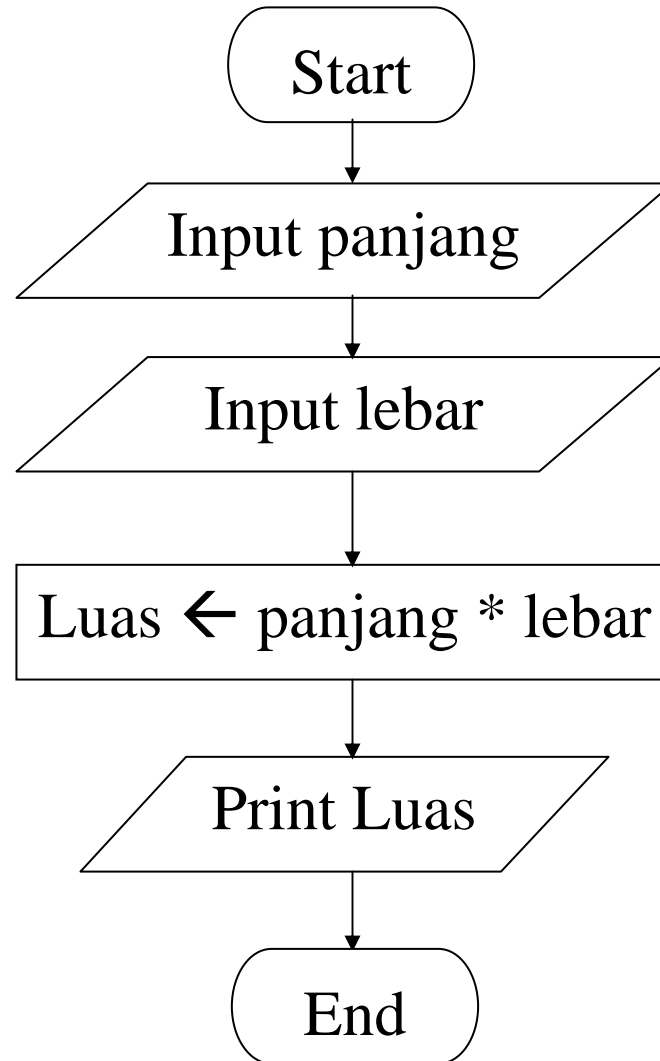 Start
Input panjang
Input lebar
Luas ← panjang * lebar
Print Luas
End